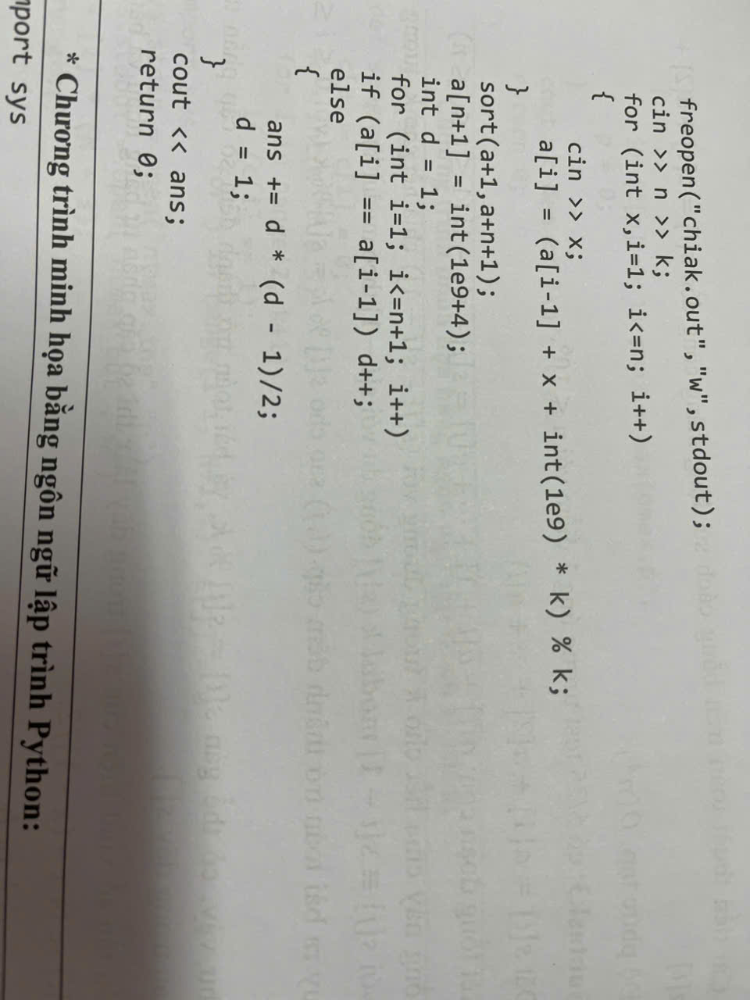 freopen("chiak.out","w",stdout);
cin >> n >> k;
for (int x,i=1; i<=n; i++)
{
cin >> x;
a[i] = (a[i-1] + x + int(1e9) * k) % k;
}
sort(a+1,a+n+1);
a[n+1] = int(1e9+4);
int d = 1;
for (int i=1; i<=n+1; i++)
if (a[i] == a[i-1]) d++;
else
{
ans += d * (d - 1)/2;
d = 1;
}
cout << ans;
return 0;
* Chương trình minh họa bằng ngôn ngữ lập trình Python:
mport sys